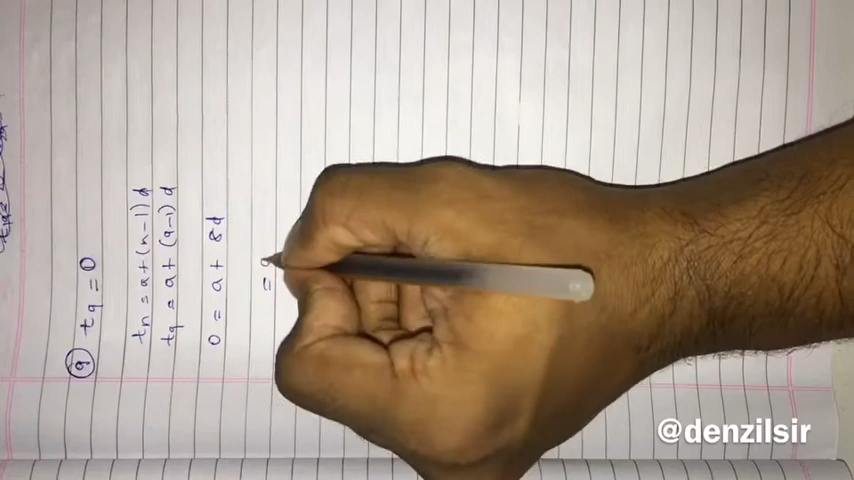 9 t9 = 0
tn = a + (n-1) d
t9 = a + (9-1) d
0 = a + 8d
=
@denzilsir